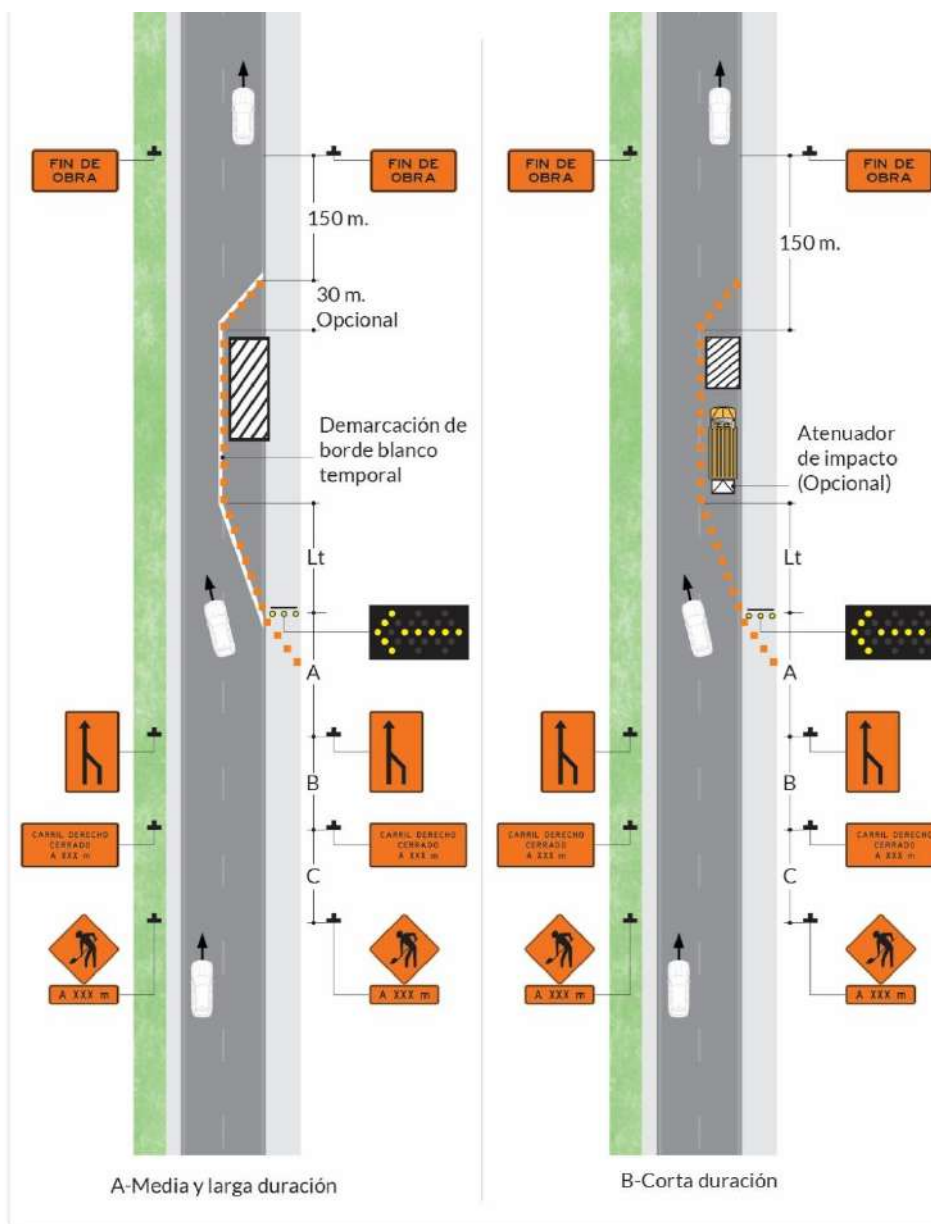 FIN DE
OBRA
FIN DE
OBRA
150 m.
30 m.
Opcional
Demarcación de
borde blanco
temporal
Lt
A
B
CARRIL DERECHO
CERRADO
A XXX m
CARRIL DERECHO
CERRADO
A XXX m
C
A XXX m
A XXX m
A-Media y larga duración
FIN DE
OBRA
FIN DE
OBRA
150 m.
Atenuador
de impacto
(Opcional)
Lt
A
B
CARRIL DERECHO
CERRADO
A XXX m
CARRIL DERECHO
CERRADO
A XXX m
C
A XXX m
A XXX m
B-Corta duración